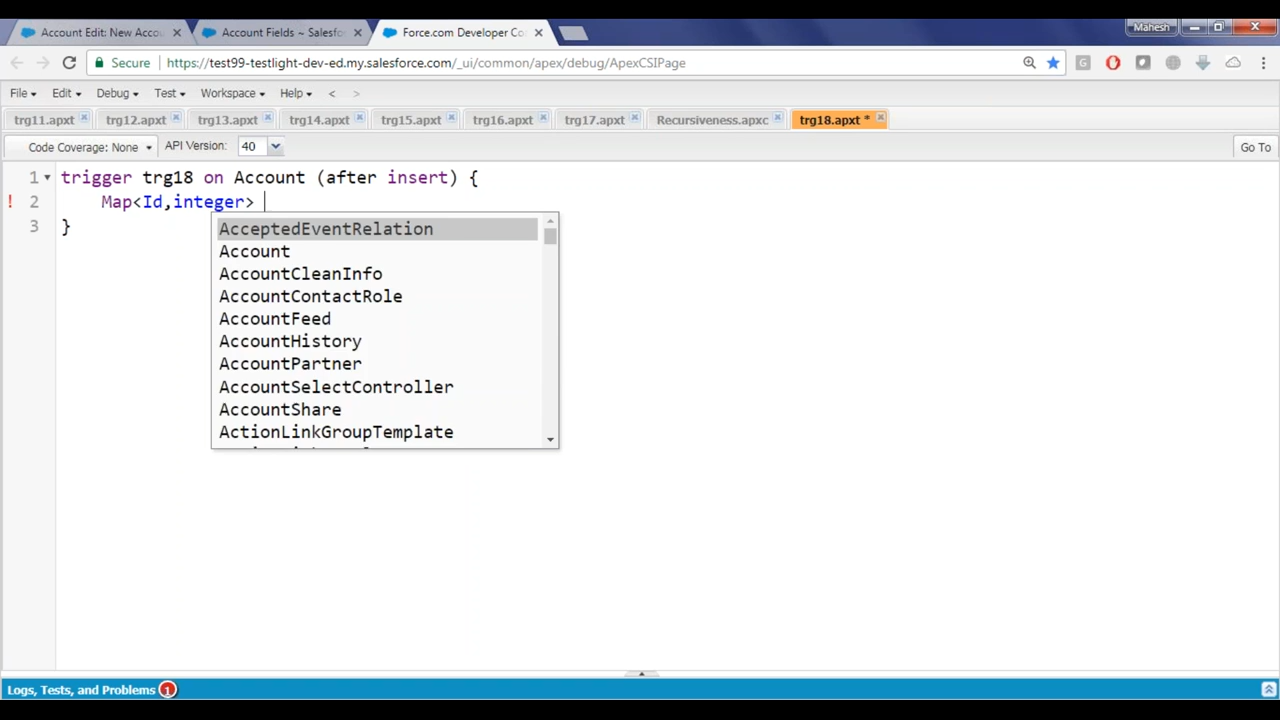 Account Edit: New Accou
Account Fields ~ Salesfo
Force.com Developer Co
Mahesh
Secure
https://test99-testlight-dev-ed.my.salesforce.com/_ui/common/apex/debug/ApexCSIPage
File Edit Debug Test Workspace Help < >
trg11.apxt trg12.apxt trg13.apxt trg14.apxt trg15.apxt trg16.apxt trg17.apxt Recursiveness.apxc trg18.apxt *
Code Coverage: None API Version: 40 Go To
1 trigger trg18 on Account (after insert) {
! 2 Map<Id,integer>
3 }
AcceptedEventRelation
Account
AccountCleanInfo
AccountContactRole
AccountFeed
AccountHistory
AccountPartner
AccountSelectController
AccountShare
ActionLinkGroupTemplate
Logs, Tests, and Problems 1